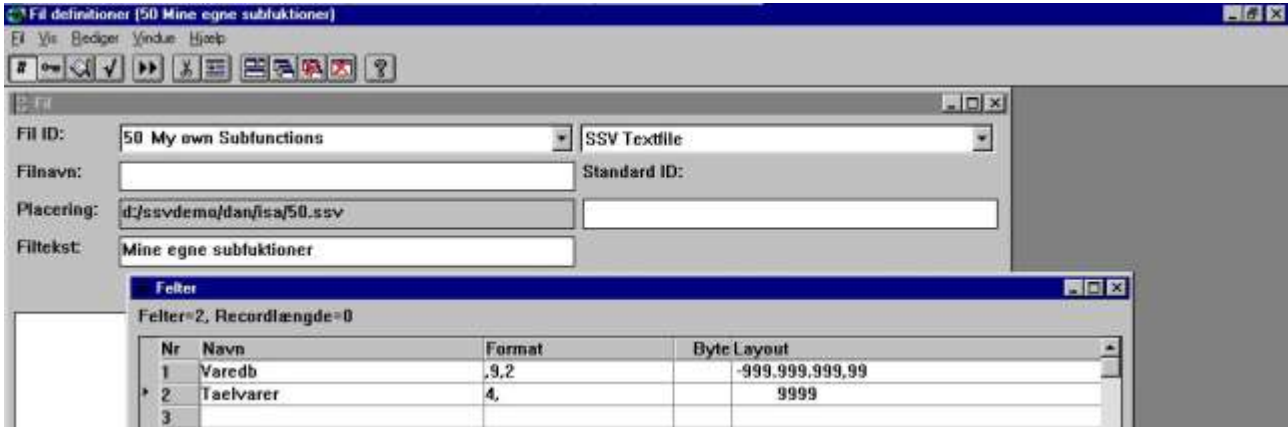 Fil definitioner (50 Mine egne subfuktioner)
Fil Vis Rediger Vindue Hjælp
Fil
Fil ID: 50 My own Subfunctions SSV Textfile
Filnavn: Standard ID:
Placering: d:/ssvdemo/dan/isa/50.ssv
Filtekst: Mine egne subfuktioner
Felter
Felter=2, Recordlængde=0
Nr Navn Format Byte Layout
1 Varedb ,9,2 -999.999.999,99
2 Taelvarer 4, 9999
3